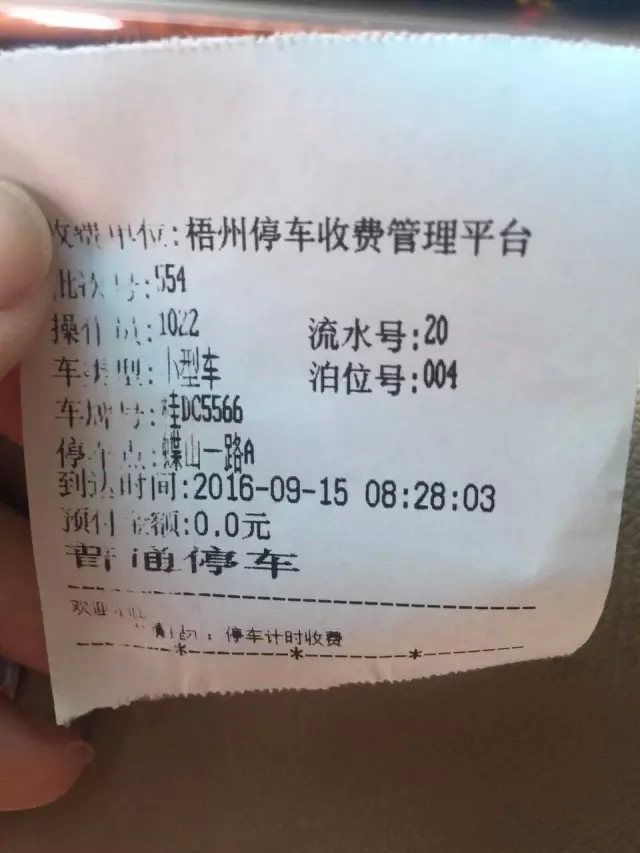 收费单位:梧州停车收费管理平台
批次号:554
操作员:1022 流水号:20
车类型:小型车 泊位号:004
车牌号:桂DC5566
停车点:蝶山一路A
到达时间:2016-09-15 08:28:03
预付金额:0.0元
普通停车
欢迎
:停车计时收费